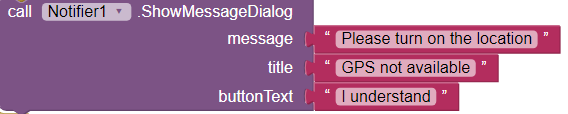 call Notifier1 .ShowMessageDialog
message " Please turn on the location "
title " GPS not available "
buttonText " I understand "